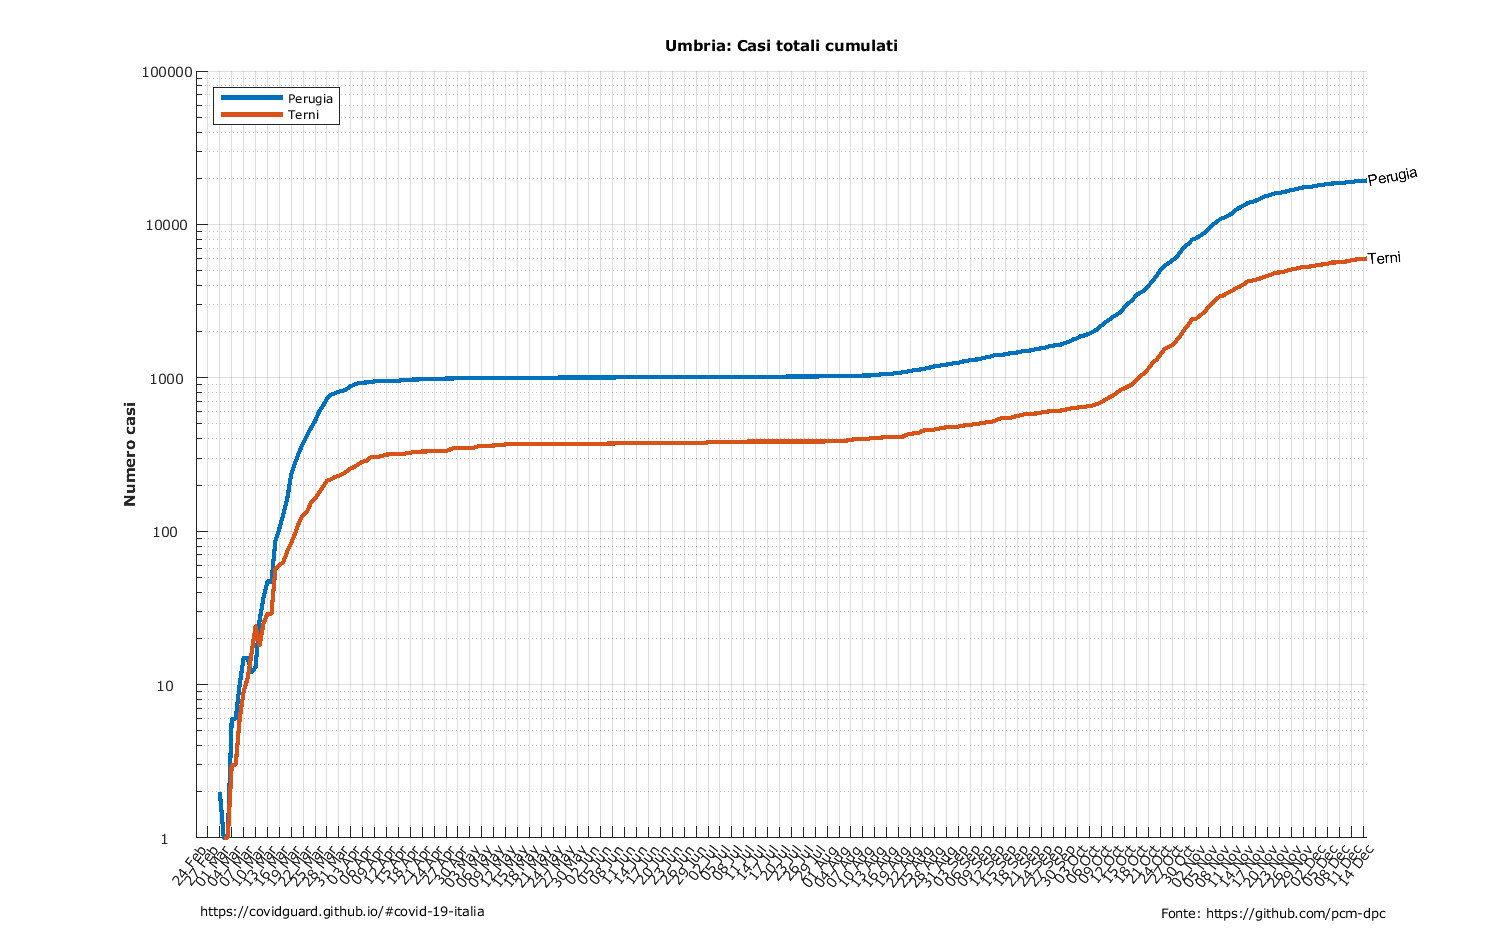 Umbria: Casi totali cumulati
100000
Perugia
Terni
Perugia
10000
Terni
1000
Numero casi
100
10
1
24 Feb
27 Feb
01 Mar
04 Mar
07 Mar
10 Mar
13 Mar
16 Mar
19 Mar
22 Mar
25 Mar
28 Mar
31 Mar
03 Apr
06 Apr
09 Apr
12 Apr
15 Apr
18 Apr
21 Apr
24 Apr
27 Apr
30 Apr
03 May
06 May
09 May
12 May
15 May
18 May
21 May
24 May
27 May
30 May
02 Jun
05 Jun
08 Jun
11 Jun
14 Jun
17 Jun
20 Jun
23 Jun
26 Jun
29 Jun
02 Jul
05 Jul
08 Jul
11 Jul
14 Jul
17 Jul
20 Jul
23 Jul
26 Jul
29 Jul
01 Aug
04 Aug
07 Aug
10 Aug
13 Aug
16 Aug
19 Aug
22 Aug
25 Aug
28 Aug
31 Aug
03 Sep
06 Sep
09 Sep
12 Sep
15 Sep
18 Sep
21 Sep
24 Sep
27 Sep
30 Sep
03 Oct
06 Oct
09 Oct
12 Oct
15 Oct
18 Oct
21 Oct
24 Oct
27 Oct
30 Oct
02 Nov
05 Nov
08 Nov
11 Nov
14 Nov
17 Nov
20 Nov
23 Nov
26 Nov
29 Nov
02 Dec
05 Dec
08 Dec
11 Dec
14 Dec
https://covidguard.github.io/#covid-19-italia
Fonte: https://github.com/pcm-dpc